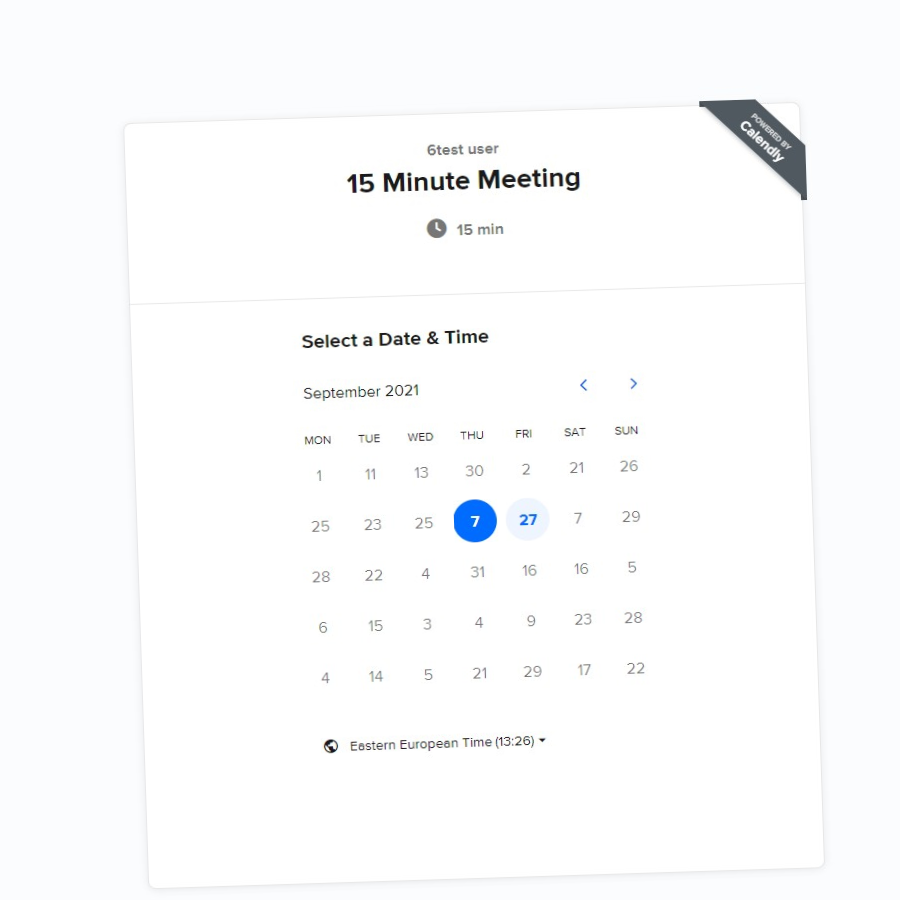 POWERED BY
Calendly
6test user
15 Minute Meeting
15 min
Select a Date & Time
September 2021
MON TUE WED THU FRI SAT SUN
1 11 13 30 2 21 26
25 23 25 7 27 7 29
28 22 4 31 16 16 5
6 15 3 4 9 23 28
4 14 5 21 29 17 22
Eastern European Time (13:26)